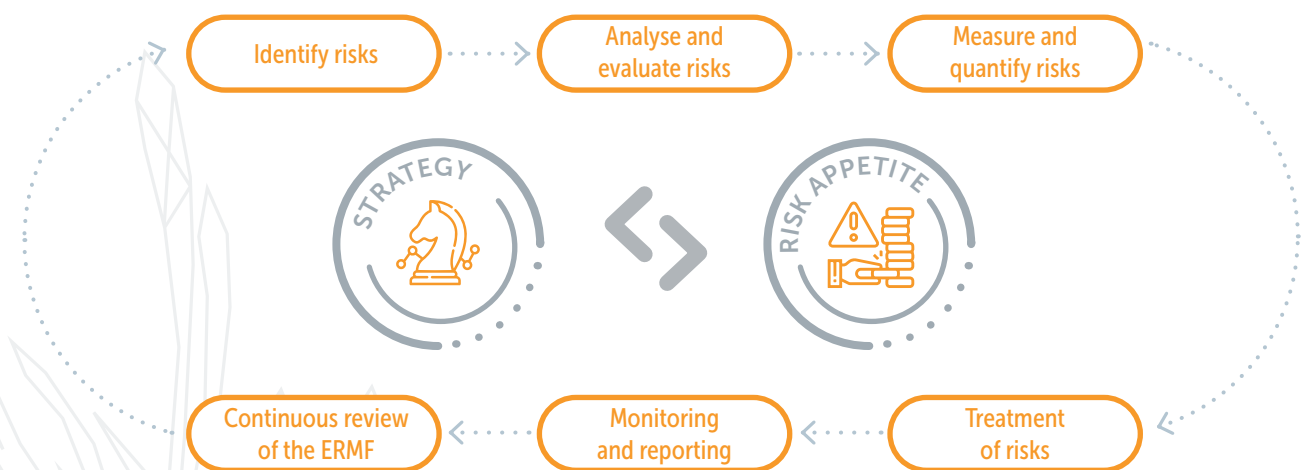 Identify risks
Analyse and
evaluate risks
Measure and
quantify risks
STRATEGY
RISK APPETITE
Continuous review
of the ERMF
Monitoring
and reporting
Treatment
of risks